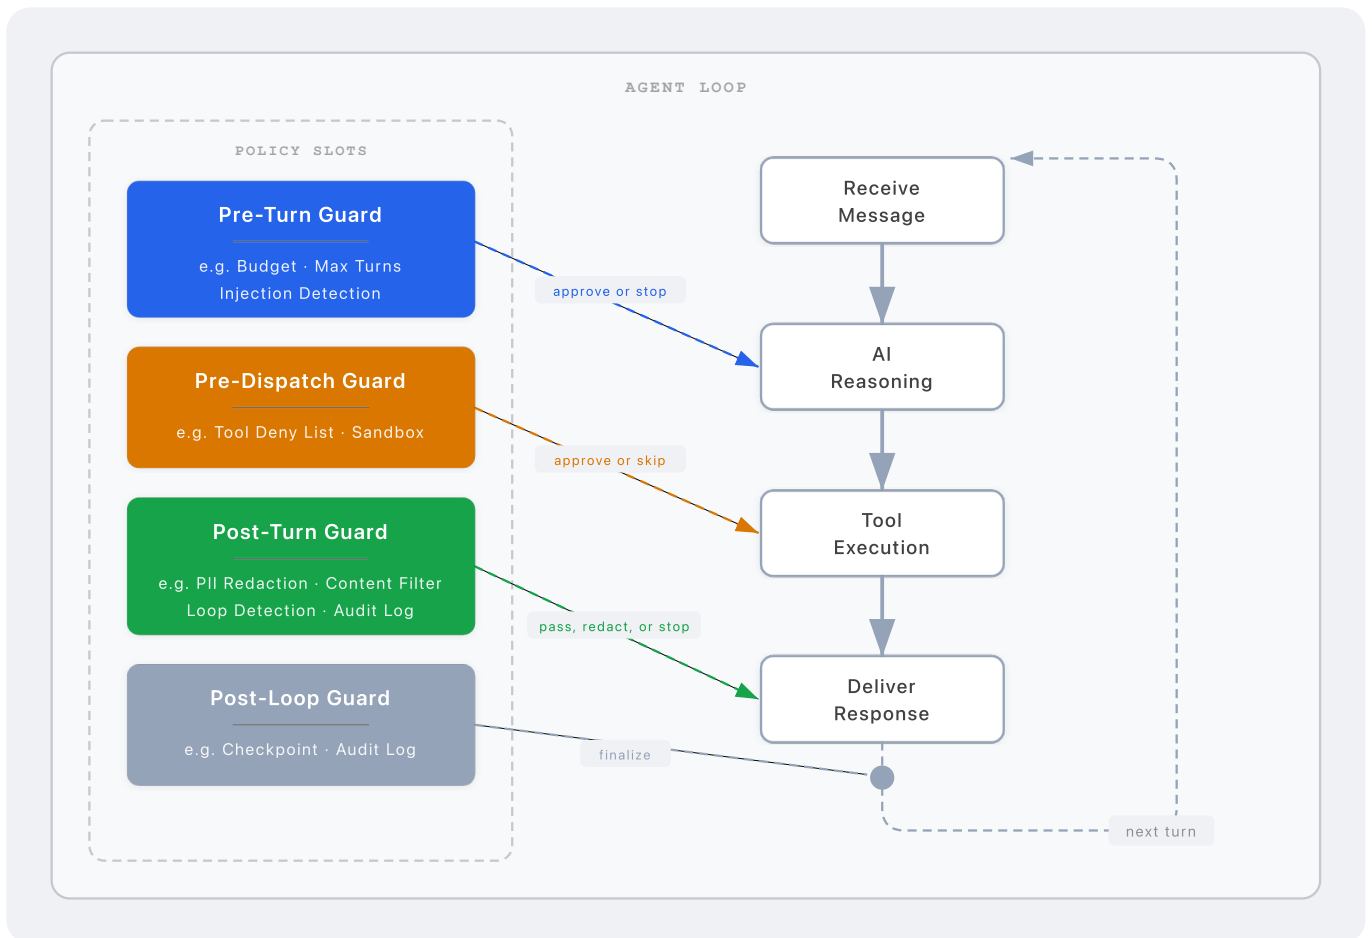 AGENT LOOP
POLICY SLOTS
Pre-Turn Guard
e.g. Budget · Max Turns
Injection Detection
Pre-Dispatch Guard
e.g. Tool Deny List · Sandbox
Post-Turn Guard
e.g. PII Redaction · Content Filter
Loop Detection · Audit Log
Post-Loop Guard
e.g. Checkpoint · Audit Log
approve or stop
approve or skip
pass, redact, or stop
finalize
Receive
Message
AI
Reasoning
Tool
Execution
Deliver
Response
next turn